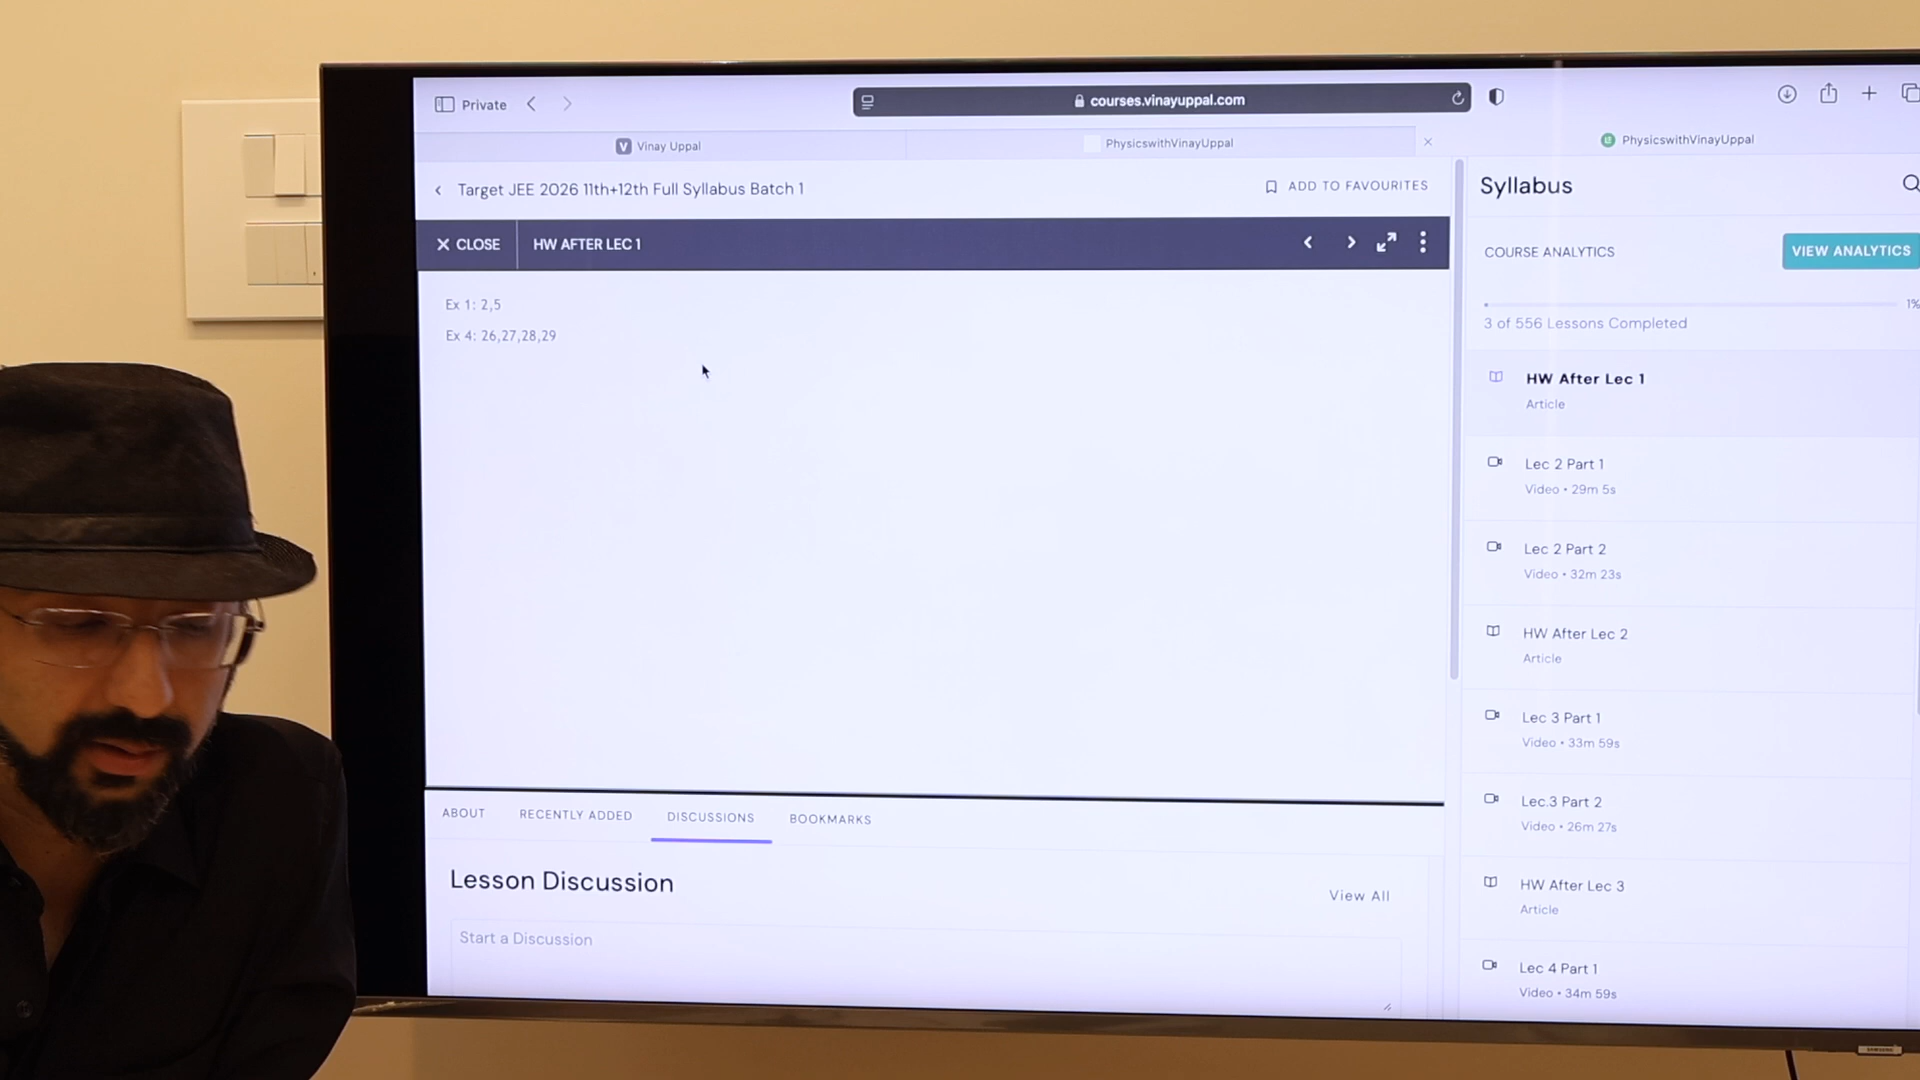 Private
courses.vinayuppal.com
V Vinay Uppal
PhysicswithVinayUppal
PhysicswithVinayUppal
Target JEE 2026 11th+12th Full Syllabus Batch 1
ADD TO FAVOURITES
CLOSE
HW AFTER LEC 1
Ex 1: 2,5
Ex 4: 26,27,28,29
ABOUT
RECENTLY ADDED
DISCUSSIONS
BOOKMARKS
Lesson Discussion
View All
Start a Discussion
Syllabus
COURSE ANALYTICS
VIEW ANALYTICS
1%
3 of 556 Lessons Completed
HW After Lec 1
Article
Lec 2 Part 1
Video • 29m 5s
Lec 2 Part 2
Video • 32m 23s
HW After Lec 2
Article
Lec 3 Part 1
Video • 33m 59s
Lec.3 Part 2
Video • 26m 27s
HW After Lec 3
Article
Lec 4 Part 1
Video • 34m 59s
SAMSUNG